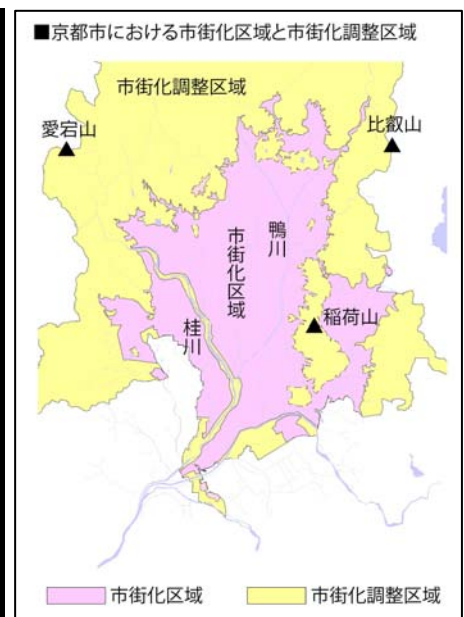 ■京都市における市街化区域と市街化調整区域
市街化調整区域
愛宕山
比叡山
鴨川
市街化区域
稲荷山
桂川
市街化区域
市街化調整区域